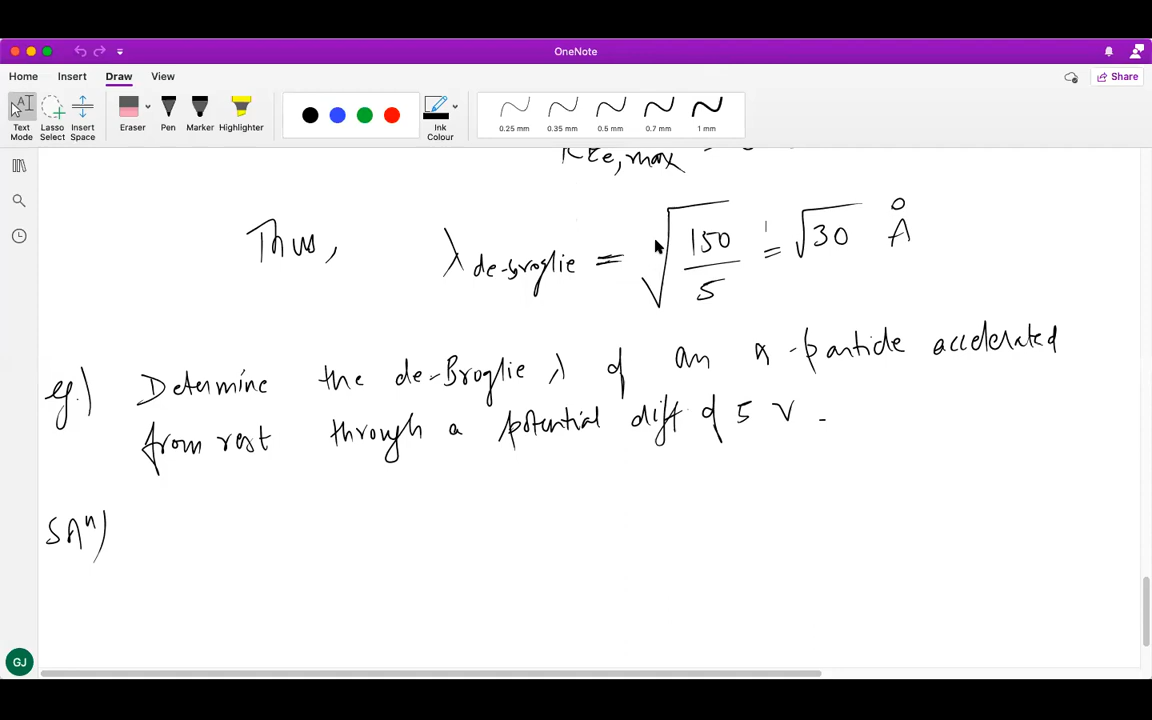 OneNote
Home Insert Draw View
Share
Text Mode
Lasso Select
Insert Space
Eraser
Pen
Marker
Highlighter
Ink Colour
0.25 mm
0.35 mm
0.5 mm
0.7 mm
1 mm
KEe,max =
Thus, λ de-broglie = √150/5 = √30 Å
eg.) Determine the de-Broglie λ of an α-particle accelerated
from rest through a potential diff of 5 V.
Solⁿ)
GJ